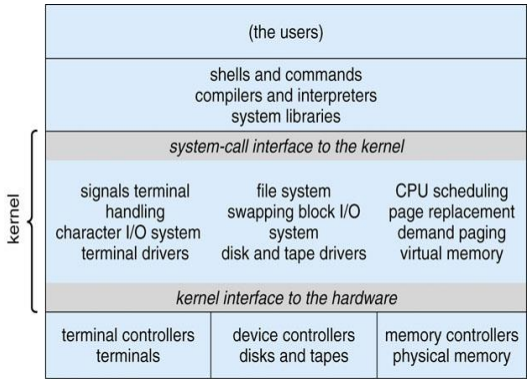 (the users)
shells and commands
compilers and interpreters
system libraries
system-call interface to the kernel
kernel
signals terminal
handling
character I/O system
terminal drivers
file system
swapping block I/O
system
disk and tape drivers
CPU scheduling
page replacement
demand paging
virtual memory
kernel interface to the hardware
terminal controllers
terminals
device controllers
disks and tapes
memory controllers
physical memory